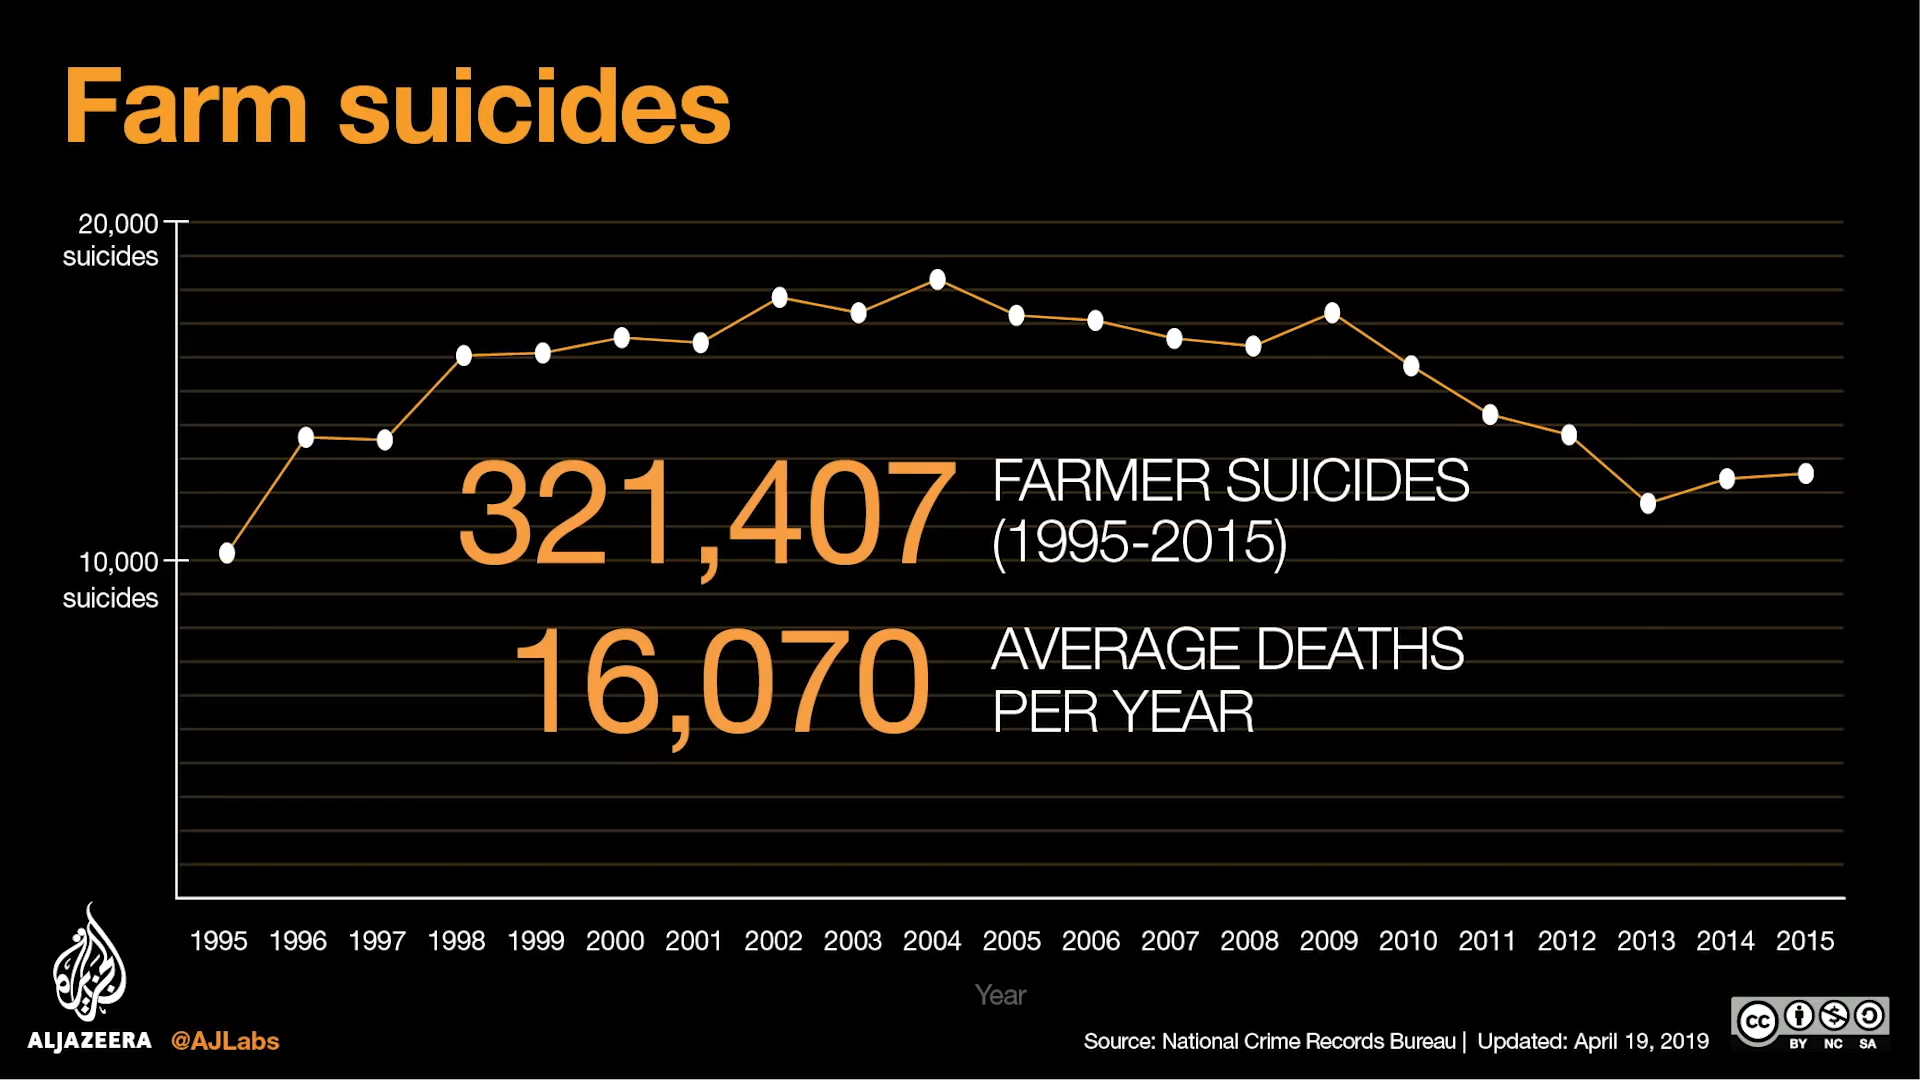 Farm suicides
20,000
suicides
10,000
suicides
321,407
FARMER SUICIDES
(1995-2015)
16,070
AVERAGE DEATHS
PER YEAR
1995 1996 1997 1998 1999 2000 2001 2002 2003 2004 2005 2006 2007 2008 2009 2010 2011 2012 2013 2014 2015
Year
ALJAZEERA @AJLabs
Source: National Crime Records Bureau | Updated: April 19, 2019
cc
BY NC SA